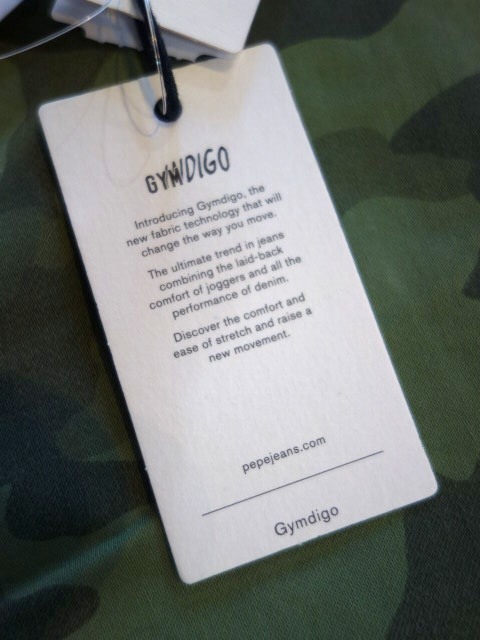 GYMDIGO
Introducing Gymdigo, the
new fabric technology that will
change the way you move.
The ultimate trend in jeans
combining the laid-back
comfort of joggers and all the
performance of denim.
Discover the comfort and
ease of stretch and raise a
new movement.
pepejeans.com
Gymdigo